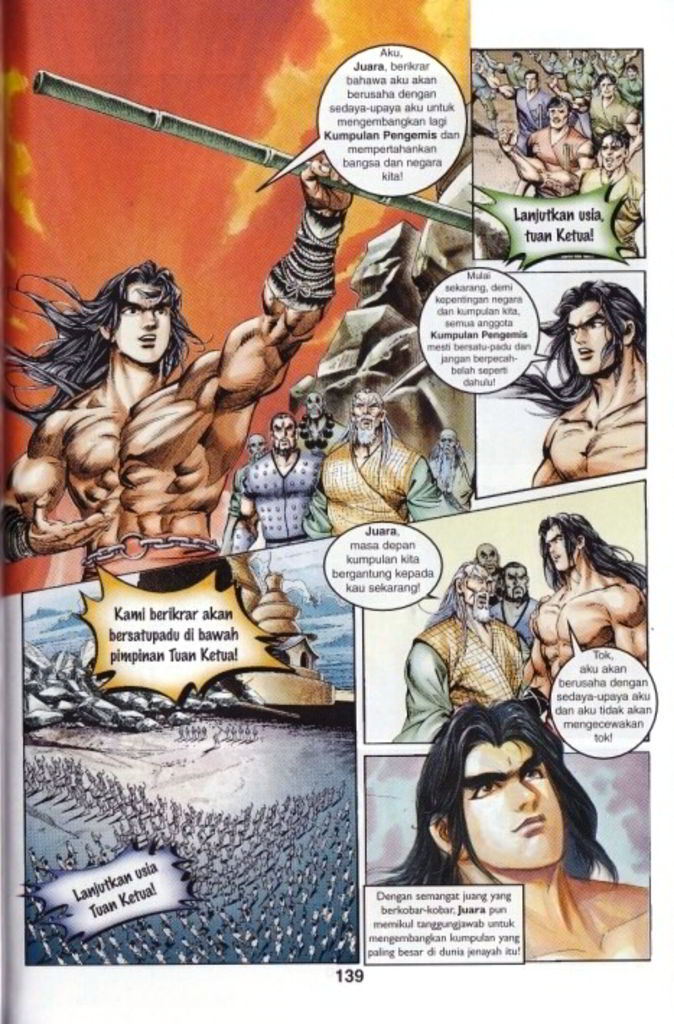 Aku,
Juara, berikrar
bahawa aku akan
berusaha dengan
sedaya-upaya aku untuk
mengembangkan lagi
Kumpulan Pengemis dan
mempertahankan
bangsa dan negara
kita!
Lanjutkan usia,
tuan Ketua!
Mulai
sekarang, demi
kepentingan negara
dan kumpulan kita,
semua anggota
Kumpulan Pengemis
mesti bersatu-padu dan
jangan berpecah-
belah seperti
dahulu!
Juara,
masa depan
kumpulan kita
bergantung kepada
kau sekarang!
Tok,
aku akan
berusaha dengan
sedaya-upaya aku
dan aku tidak akan
mengecewakan
tok!
Kami berikrar akan
bersatupadu di bawah
pimpinan Tuan Ketua!
Lanjutkan usia
Tuan Ketua!
Dengan semangat juang yang
berkobar-kobar, Juara pun
memikul tanggungjawab untuk
mengembangkan kumpulan yang
paling besar di dunia jenayah itu!
139